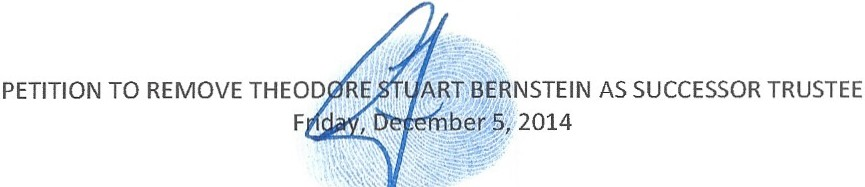 PETITION TO REMOVE THEODORE STUART BERNSTEIN AS SUCCESSOR TRUSTEE
Friday, December 5, 2014